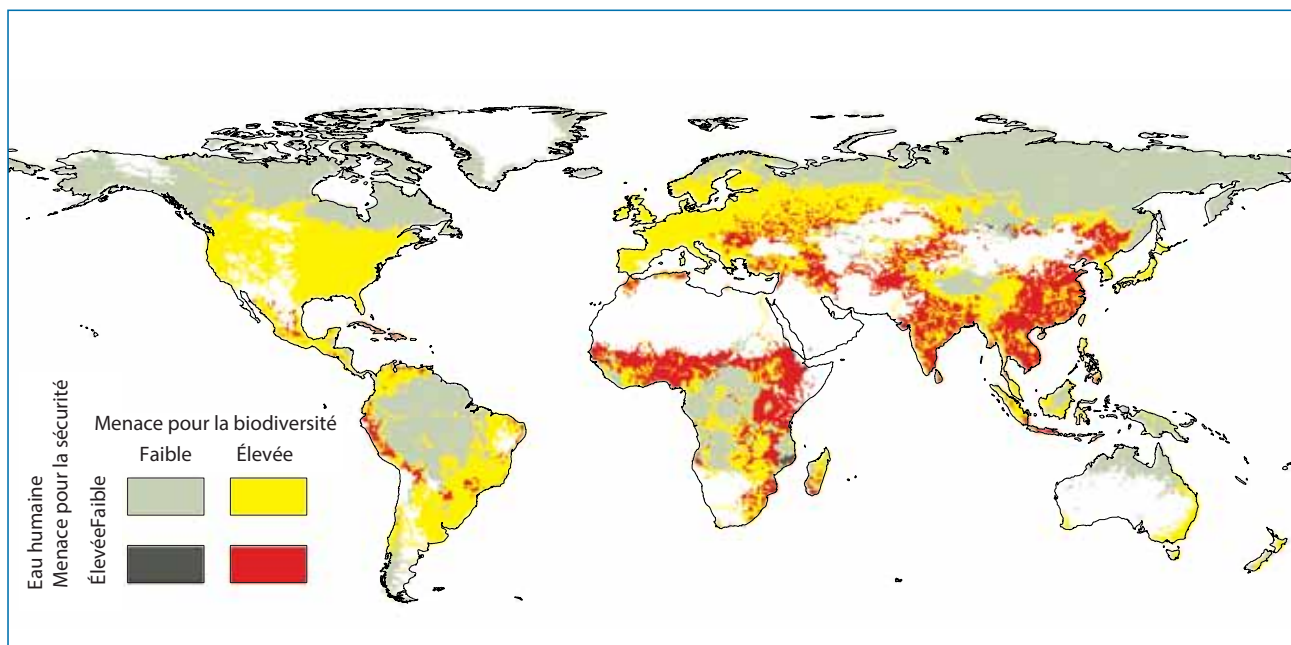 Menace pour la biodiversité
Faible Élevée
Eau humaine
Menace pour la sécurité
ÉlevéeFaible